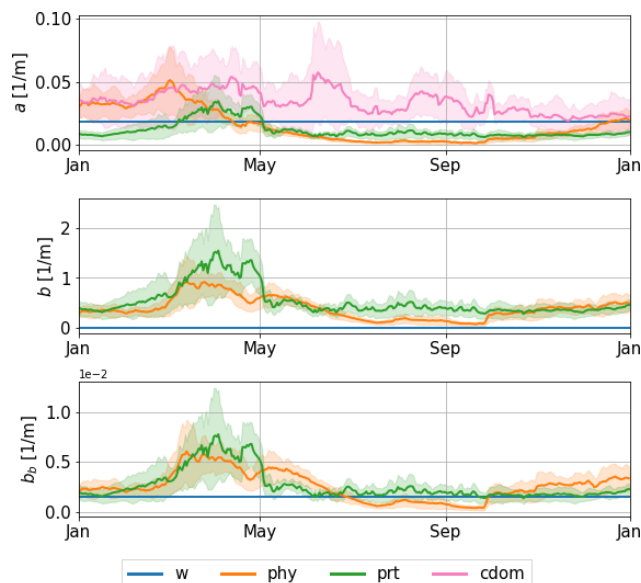 0.10
0.05
0.00
a [1/m]
Jan May Sep Jan
2
1
0
b [1/m]
Jan May Sep Jan
1e-2
1.0
0.5
0.0
b_b [1/m]
Jan May Sep Jan
w phy prt cdom